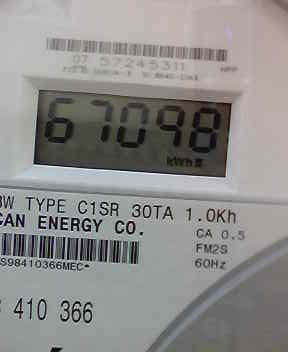 07 57245311
67098
kWh
3W TYPE C1SR 30TA 1.0Kh
CAN ENERGY CO.
CA 0.5
FM2S
S98410366MEC*
60Hz
410 366